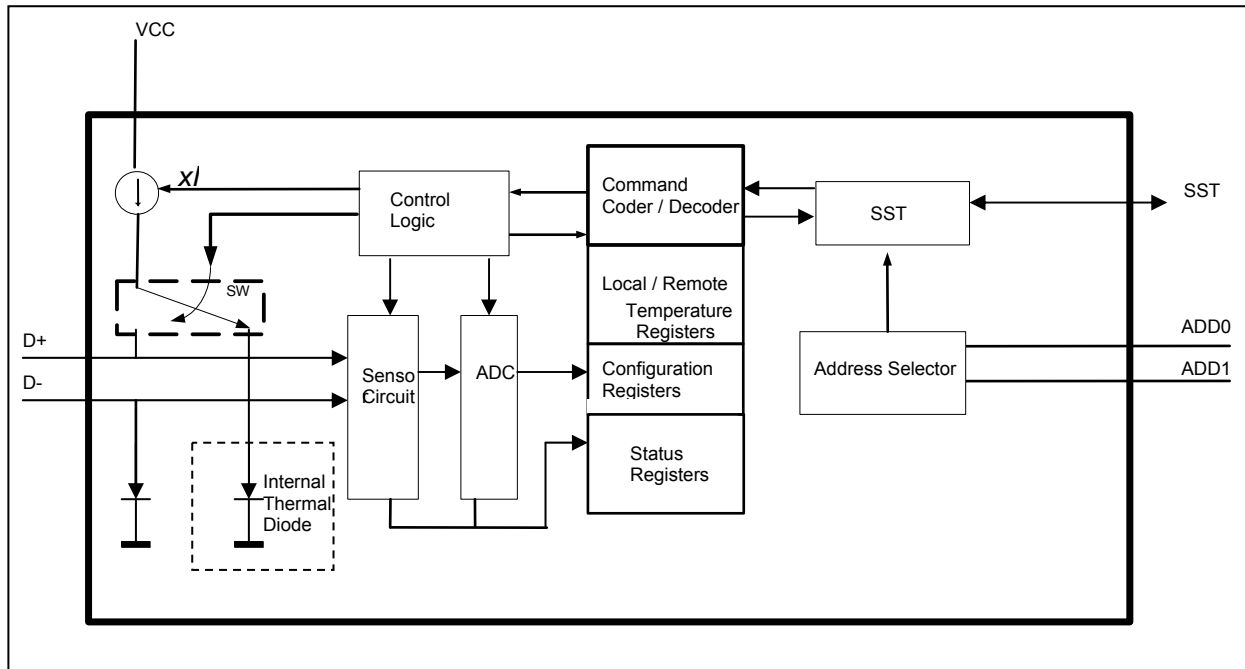 VCC
xI
Control
Logic
Command
Coder / Decoder
SST
SST
SW
Local / Remote
Temperature
Registers
D+
D-
Senso
r
Circuit
ADC
Configuration
Registers
Address Selector
ADD0
ADD1
Status
Registers
Internal
Thermal
Diode